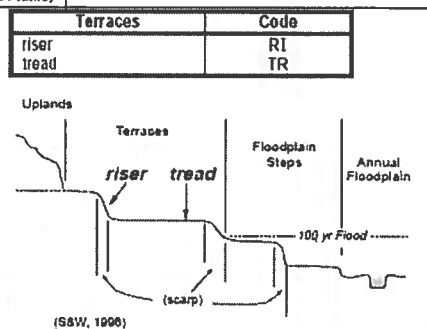 Terraces Code
riser RI
tread TR
Uplands
Terraces
Floodplain
Steps
Annual
Floodplain
riser tread
100 yr Flood
(scarp)
(S&W, 1996)